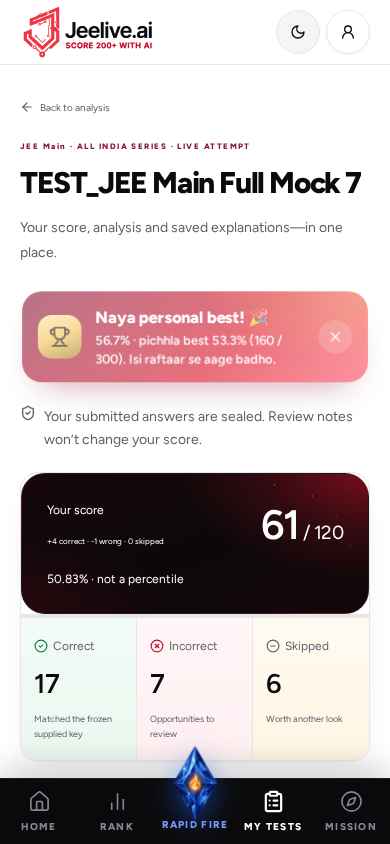 Jeelive.ai
SCORE 200+ WITH AI
Back to analysis
JEE Main · ALL INDIA SERIES · LIVE ATTEMPT
TEST_JEE Main Full Mock 7
Your score, analysis and saved explanations—in one
place.
Naya personal best! 🎉
56.7% · pichhla best 53.3% (160 /
300). Isi raftaar se aage badho.
Your submitted answers are sealed. Review notes
won't change your score.
Your score
+4 correct · -1 wrong · 0 skipped
61 / 120
50.83% · not a percentile
Correct
Incorrect
Skipped
17
7
6
Matched the frozen
supplied key
Opportunities to
review
Worth another look
HOME
RANK
RAPID FIRE
MY TESTS
MISSION